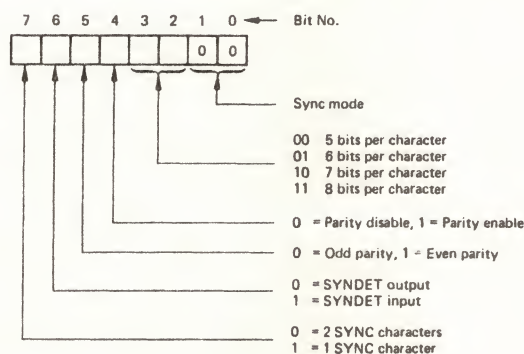 7 6 5 4 3 2 1 0 Bit No.
0 0
Sync mode
00 5 bits per character
01 6 bits per character
10 7 bits per character
11 8 bits per character
0 = Parity disable, 1 = Parity enable
0 = Odd parity, 1 = Even parity
0 = SYNDET output
1 = SYNDET input
0 = 2 SYNC characters
1 = 1 SYNC character